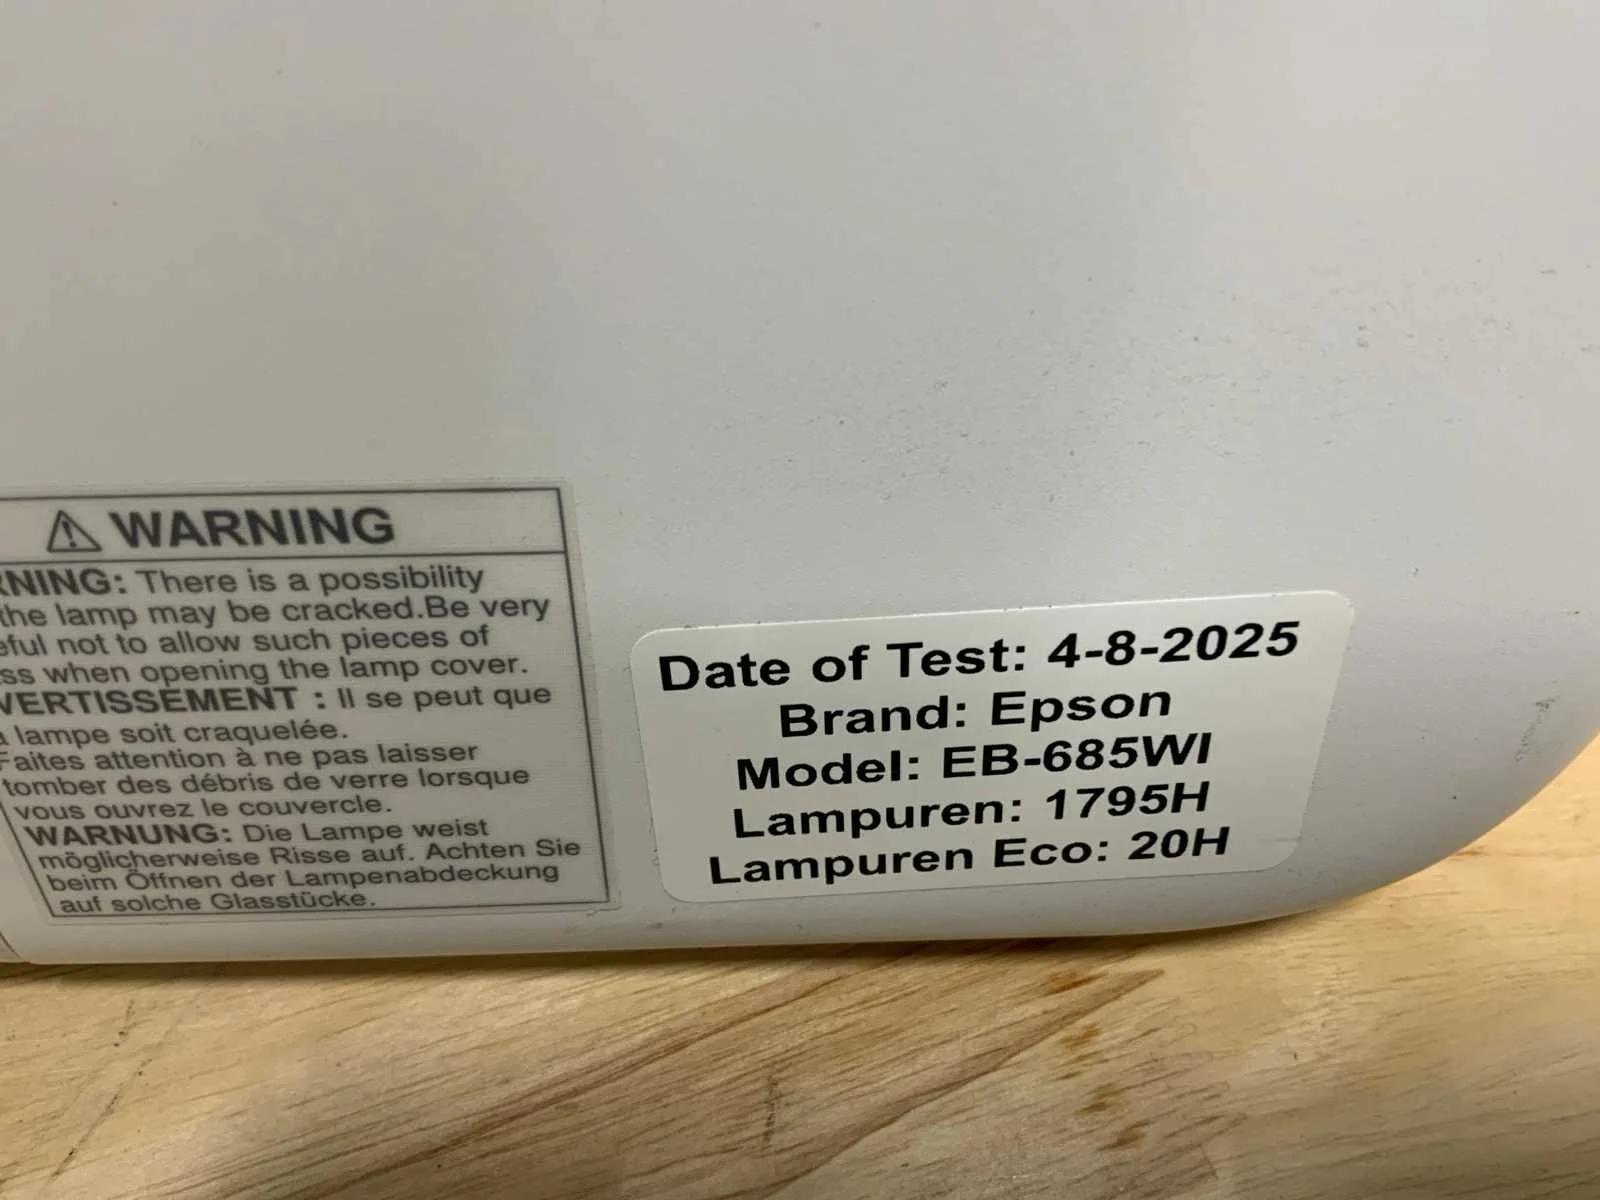 WARNING
RNING: There is a possibility
the lamp may be cracked.Be very
eful not to allow such pieces of
ss when opening the lamp cover.
VERTISSEMENT : Il se peut que
a lampe soit craquelée.
Faites attention à ne pas laisser
tomber des débris de verre lorsque
vous ouvrez le couvercle.
WARNUNG: Die Lampe weist
möglicherweise Risse auf. Achten Sie
beim Öffnen der Lampenabdeckung
auf solche Glasstücke.
Date of Test: 4-8-2025
Brand: Epson
Model: EB-685WI
Lampuren: 1795H
Lampuren Eco: 20H